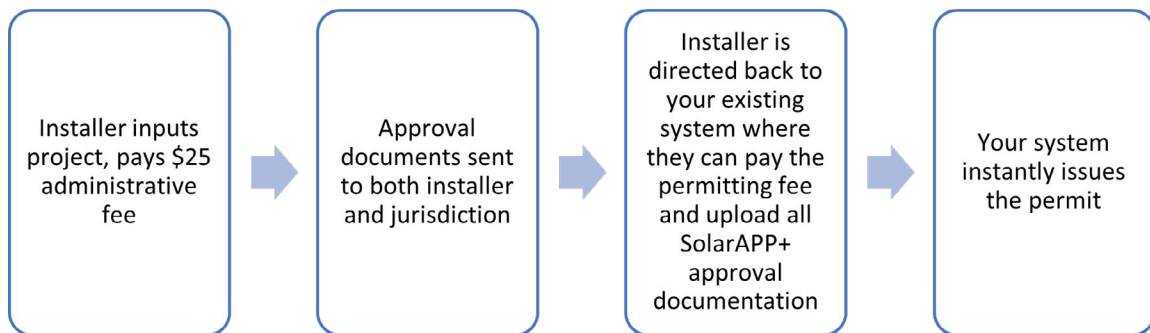 Installer inputs
project, pays $25
administrative
fee
Approval
documents sent
to both installer
and jurisdiction
Installer is
directed back to
your existing
system where
they can pay the
permitting fee
and upload all
SolarAPP+
approval
documentation
Your system
instantly issues
the permit